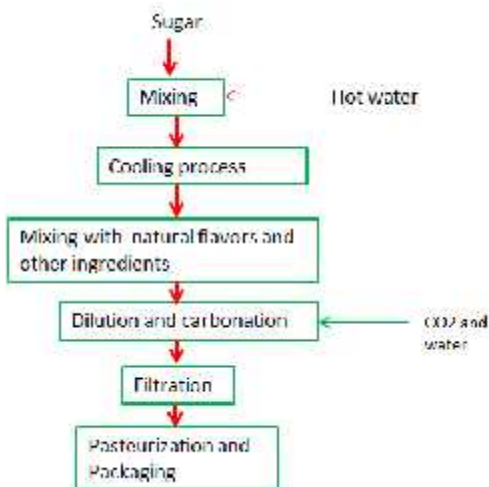 Sugar
Mixing
Hot water
Cooling process
Mixing with natural flavors and
other ingredients
Dilution and carbonation
CO2 and
water
Filtration
Pasteurization and
Packaging